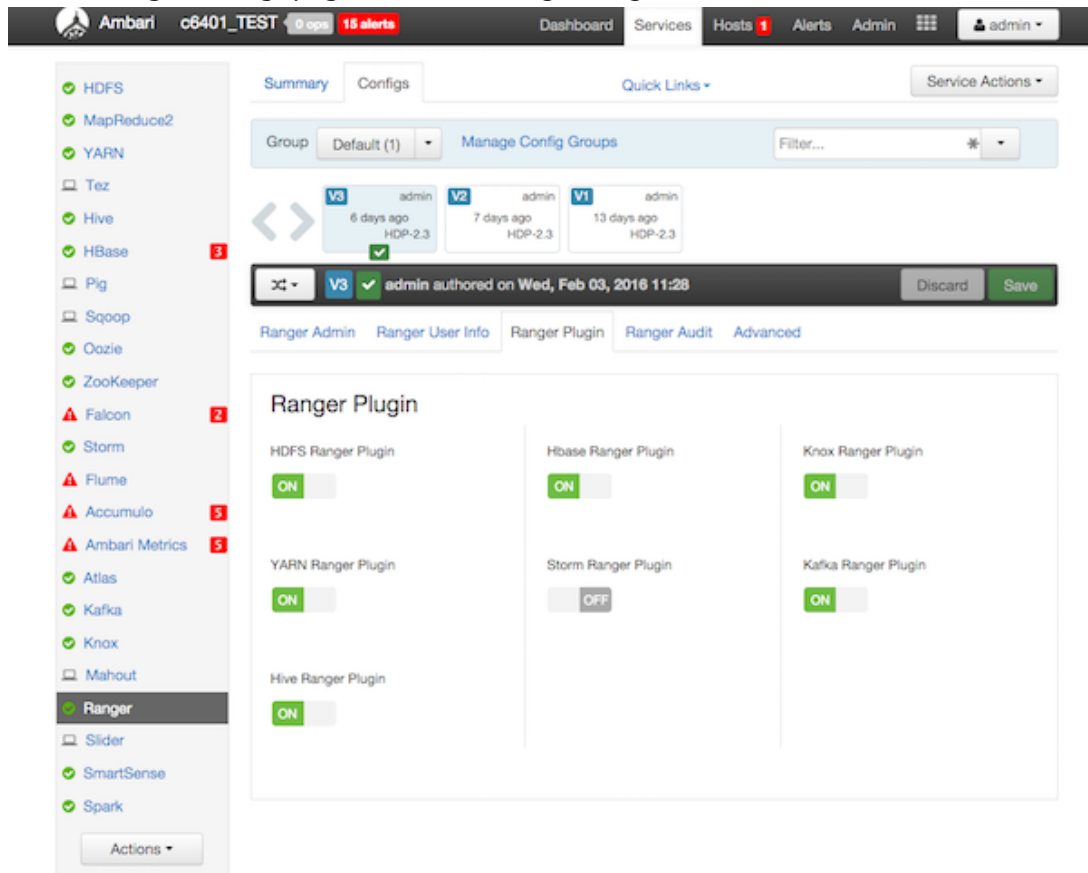 Ambari c6401_TEST 0 ops 15 alerts Dashboard Services Hosts 1 Alerts Admin admin
HDFS
MapReduce2
YARN
Tez
Hive
HBase 3
Pig
Sqoop
Oozie
ZooKeeper
Falcon 2
Storm
Flume
Accumulo 5
Ambari Metrics 5
Atlas
Kafka
Knox
Mahout
Ranger
Slider
SmartSense
Spark
Actions
Summary Configs Quick Links Service Actions
Group Default (1) Manage Config Groups Filter...
V3 admin
6 days ago
HDP-2.3
V2 admin
7 days ago
HDP-2.3
V1 admin
13 days ago
HDP-2.3
V3 admin authored on Wed, Feb 03, 2016 11:28 Discard Save
Ranger Admin Ranger User Info Ranger Plugin Ranger Audit Advanced
Ranger Plugin
HDFS Ranger Plugin Hbase Ranger Plugin Knox Ranger Plugin
ON ON ON
YARN Ranger Plugin Storm Ranger Plugin Kafka Ranger Plugin
ON OFF ON
Hive Ranger Plugin
ON